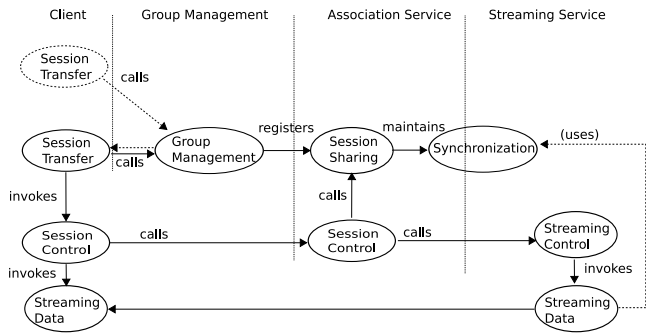 Client Group Management Association Service Streaming Service
Session
Transfer
calls
Session
Transfer
calls
Group
Management
registers
Session
Sharing
maintains
Synchronization
(uses)
invokes
calls
Session
Control
calls
Session
Control
calls
Streaming
Control
invokes
invokes
Streaming
Data
Streaming
Data